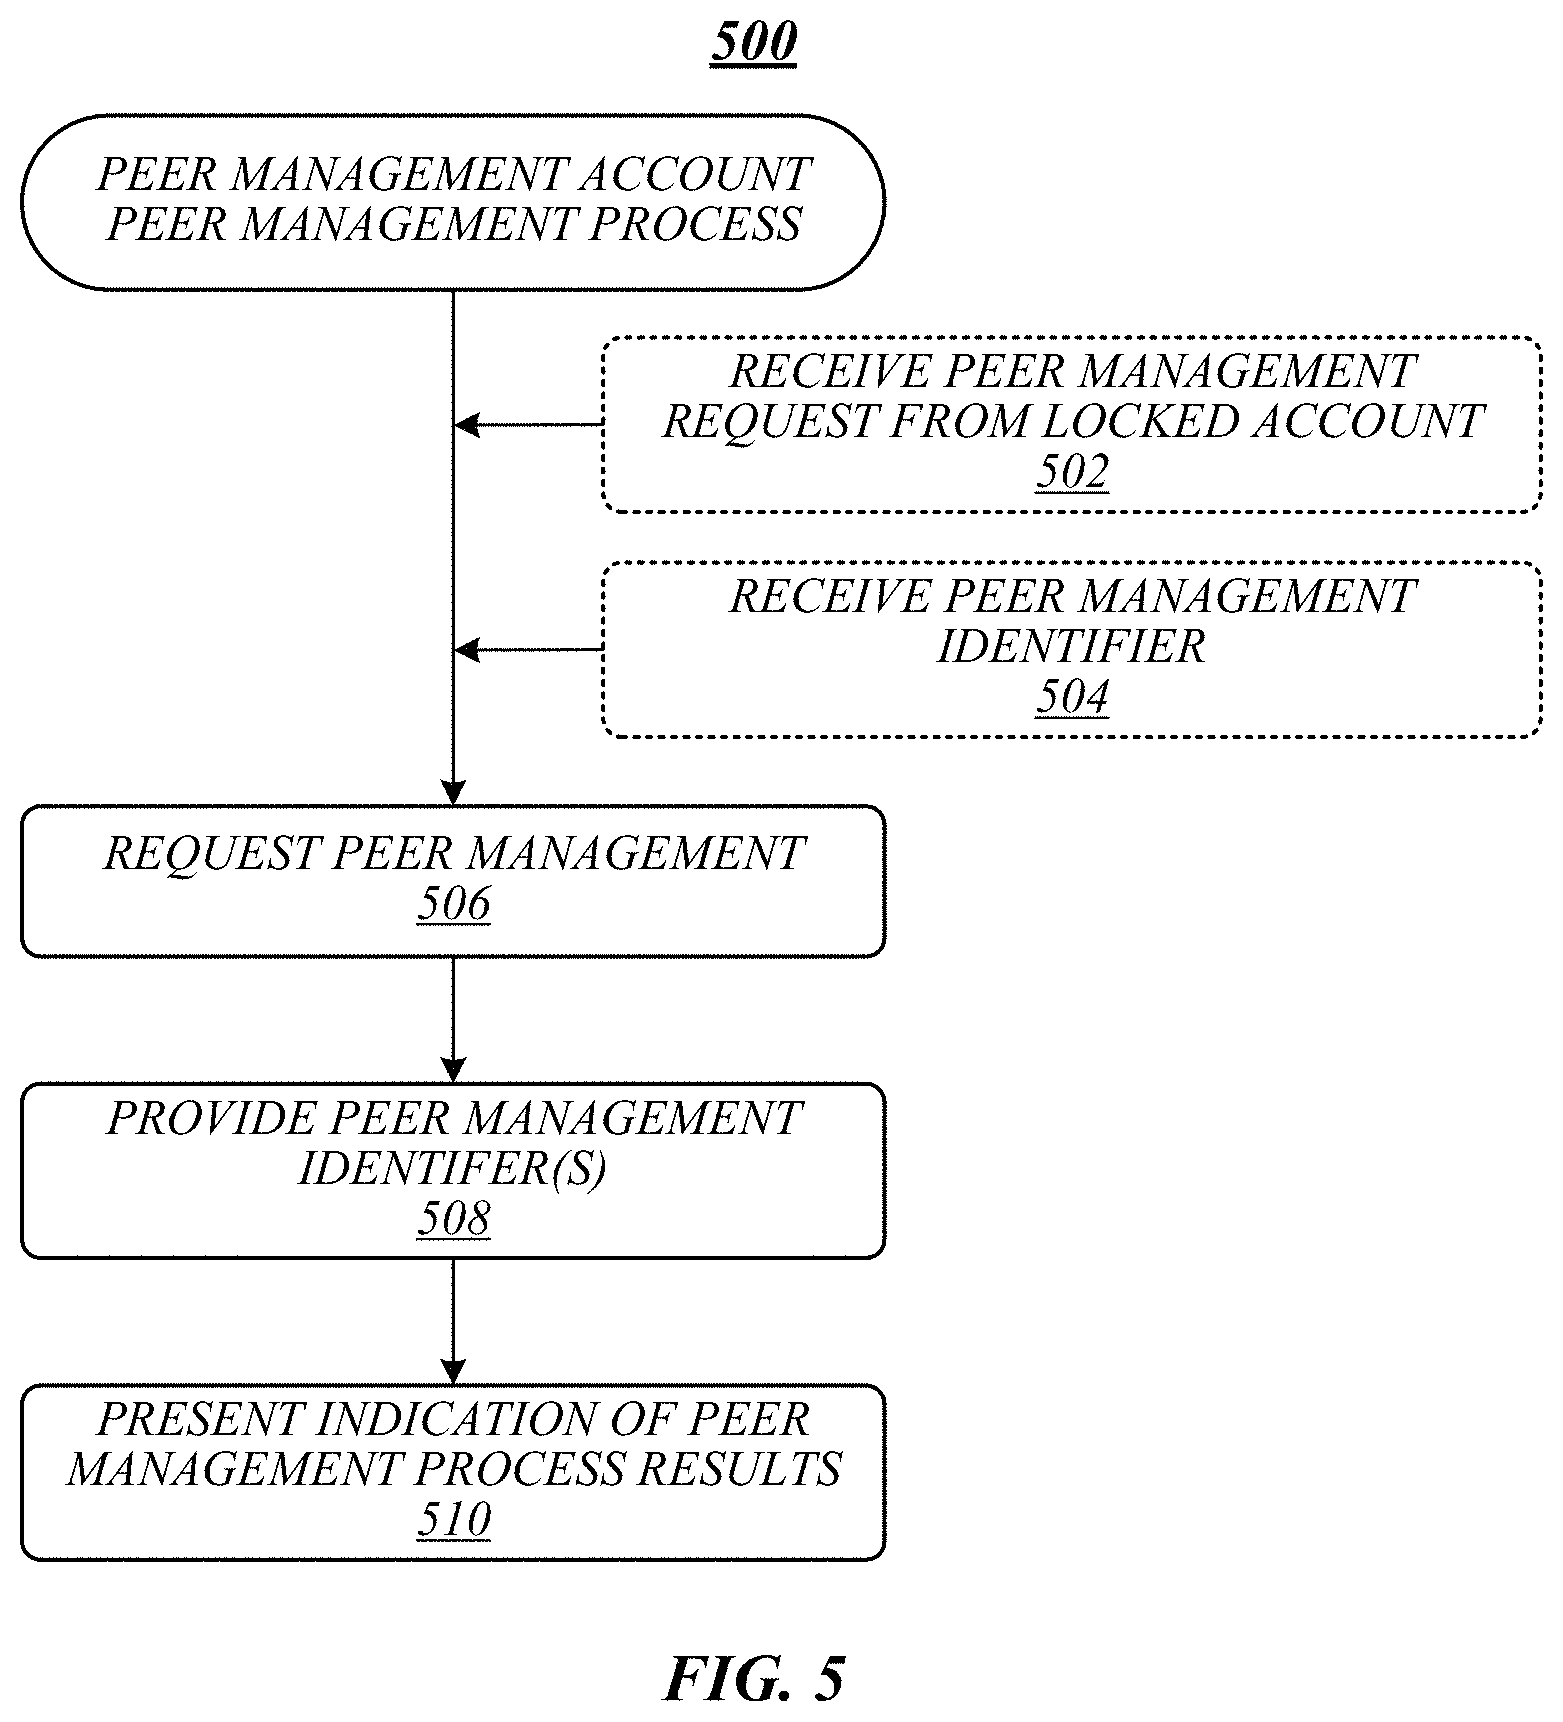 500
PEER MANAGEMENT ACCOUNT
PEER MANAGEMENT PROCESS
RECEIVE PEER MANAGEMENT
REQUEST FROM LOCKED ACCOUNT
502
RECEIVE PEER MANAGEMENT
IDENTIFIER
504
REQUEST PEER MANAGEMENT
506
PROVIDE PEER MANAGEMENT
IDENTIFER(S)
508
PRESENT INDICATION OF PEER
MANAGEMENT PROCESS RESULTS
510
FIG. 5